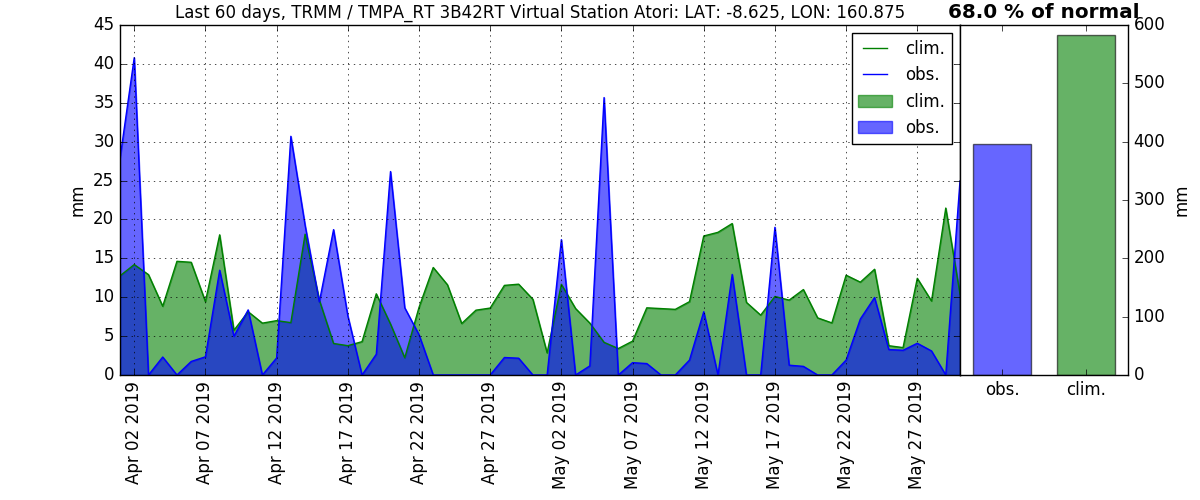 Last 60 days, TRMM / TMPA_RT 3B42RT Virtual Station Atori: LAT: -8.625, LON: 160.875
68.0 % of normal
45
40
35
30
25
20
15
10
5
0
mm
clim.
obs.
clim.
obs.
600
500
400
300
200
100
0
mm
Apr 02 2019
Apr 07 2019
Apr 12 2019
Apr 17 2019
Apr 22 2019
Apr 27 2019
May 02 2019
May 07 2019
May 12 2019
May 17 2019
May 22 2019
May 27 2019
obs.
clim.